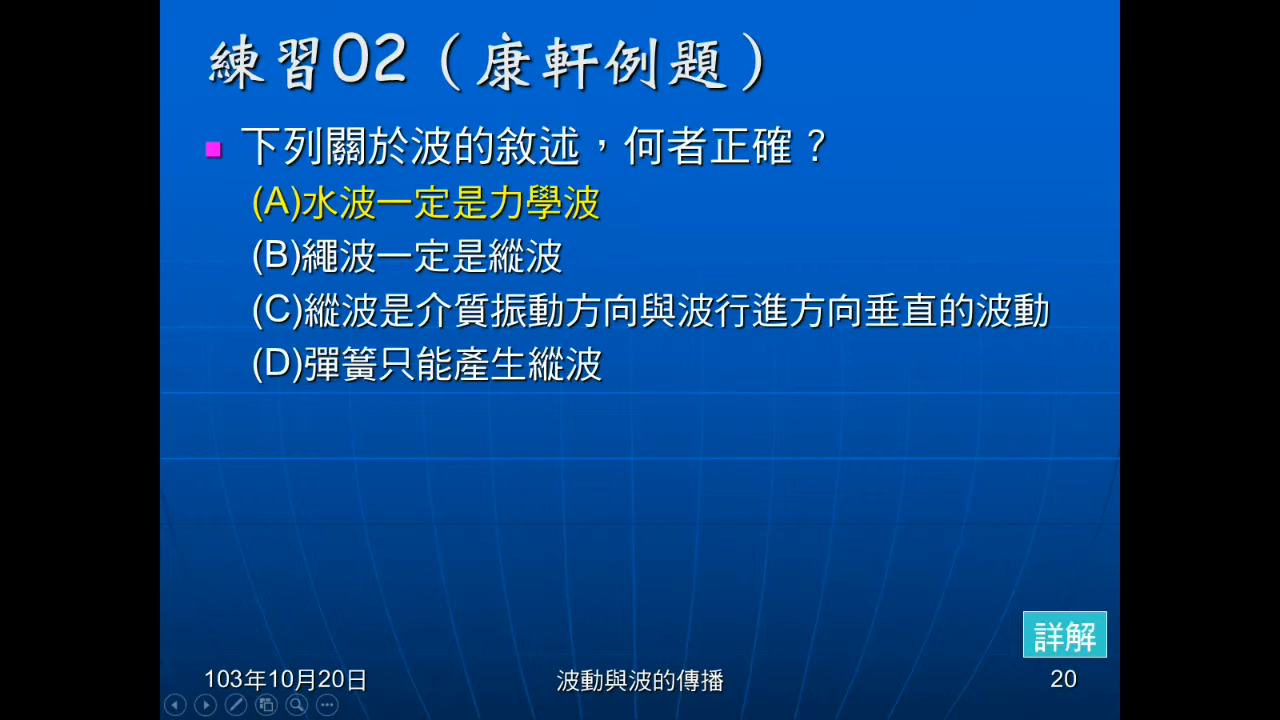 練習02（康軒例題）
下列關於波的敘述，何者正確？
(A)水波一定是力學波
(B)繩波一定是縱波
(C)縱波是介質振動方向與波行進方向垂直的波動
(D)彈簧只能產生縱波
詳解
103年10月20日
波動與波的傳播
20